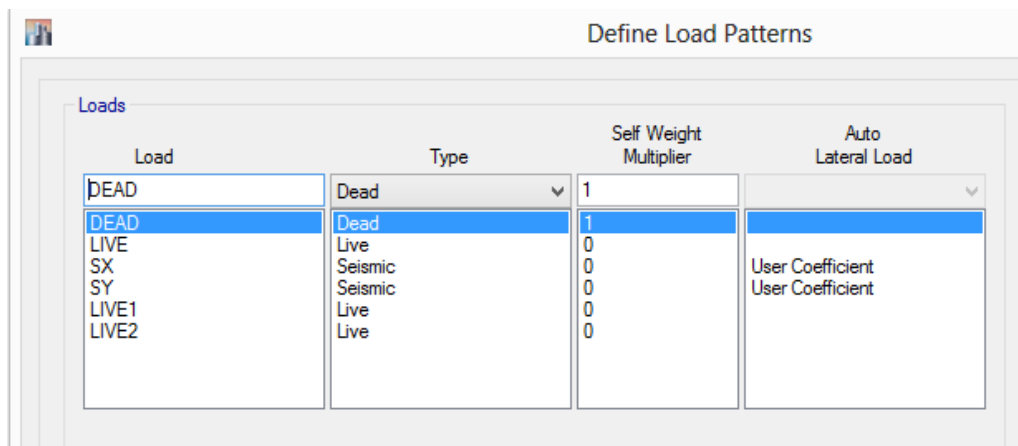 Define Load Patterns
Loads
Load Type Self Weight Multiplier Auto Lateral Load
DEAD Dead 1
DEAD Dead 1
LIVE Live 0
SX Seismic 0 User Coefficient
SY Seismic 0 User Coefficient
LIVE1 Live 0
LIVE2 Live 0